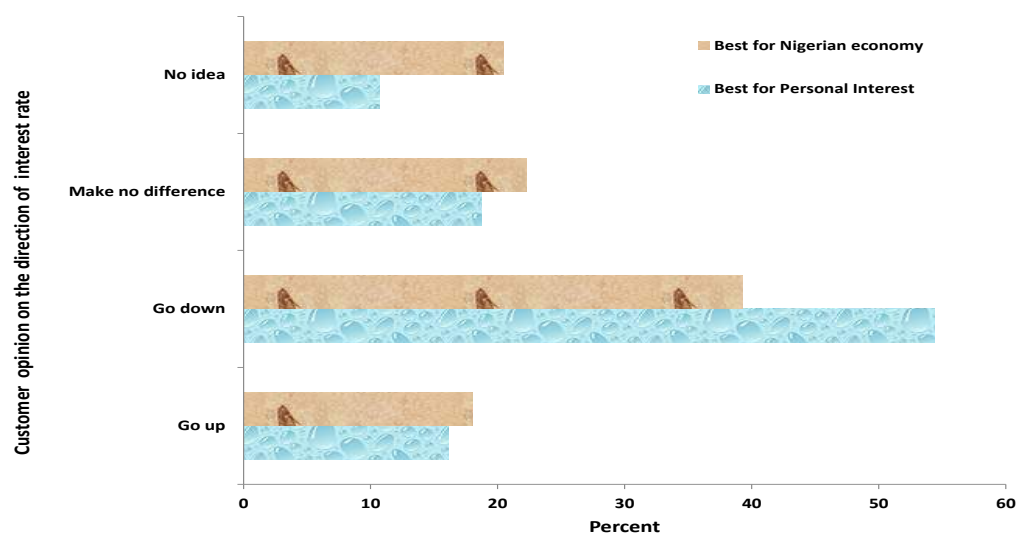 Customer opinion on the direction of interest rate
No idea
Make no difference
Go down
Go up
Best for Nigerian economy
Best for Personal Interest
0 10 20 30 40 50 60
Percent